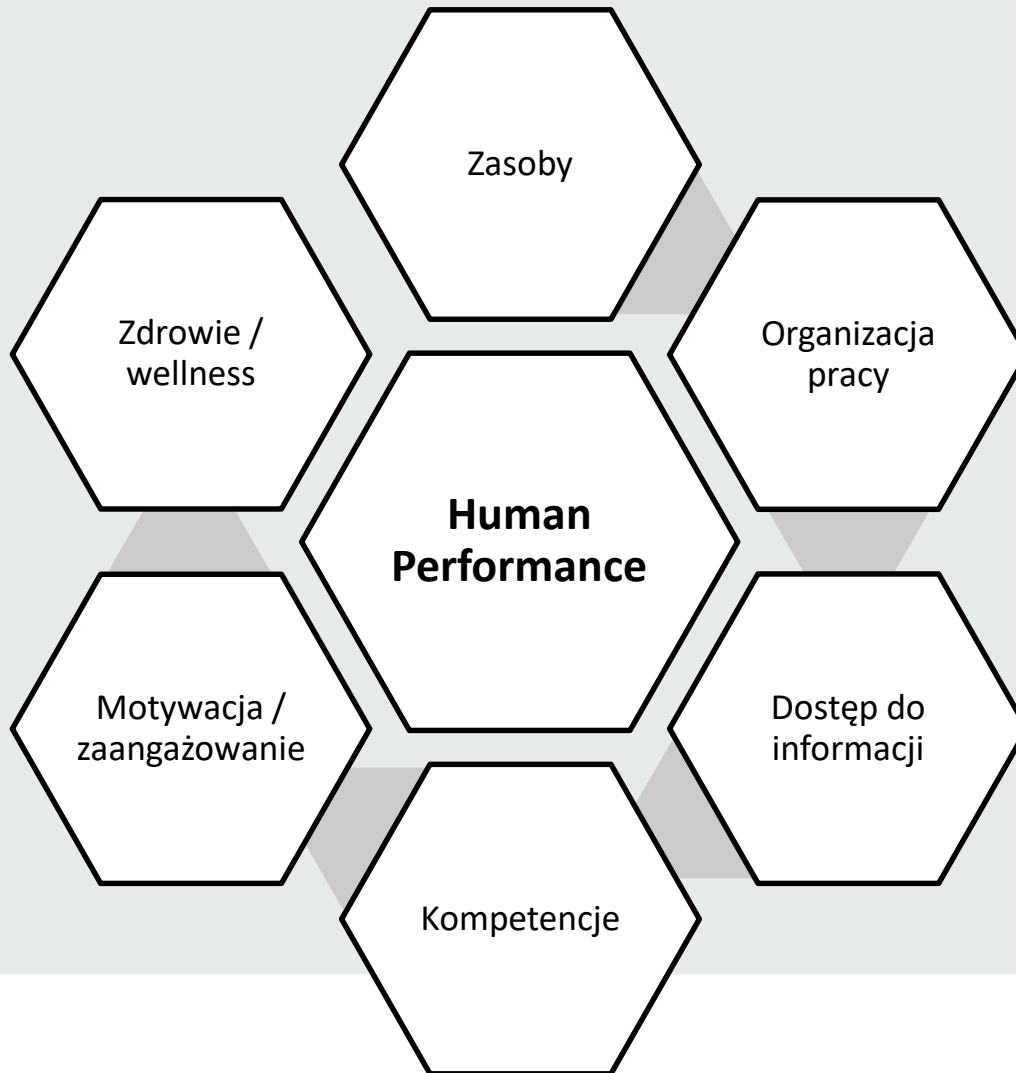 Zasoby
Zdrowie /
wellness
Organizacja
pracy
Human
Performance
Motywacja /
zaangażowanie
Dostęp do
informacji
Kompetencje